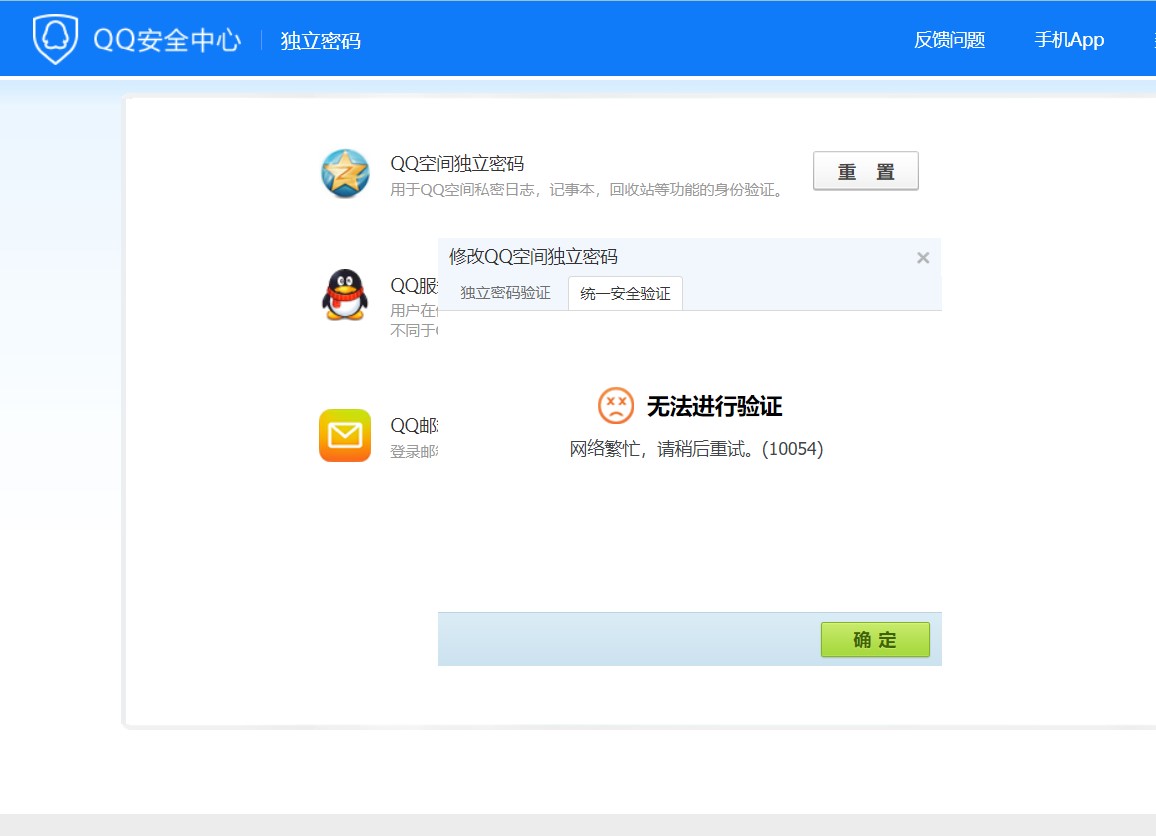 QQ安全中心
独立密码
反馈问题
手机App
QQ空间独立密码
用于QQ空间私密日志，记事本，回收站等功能的身份验证。
重 置
修改QQ空间独立密码
独立密码验证
统一安全验证
QQ服
用户在
不同于
QQ邮
登录邮
无法进行验证
网络繁忙，请稍后重试。(10054)
确 定